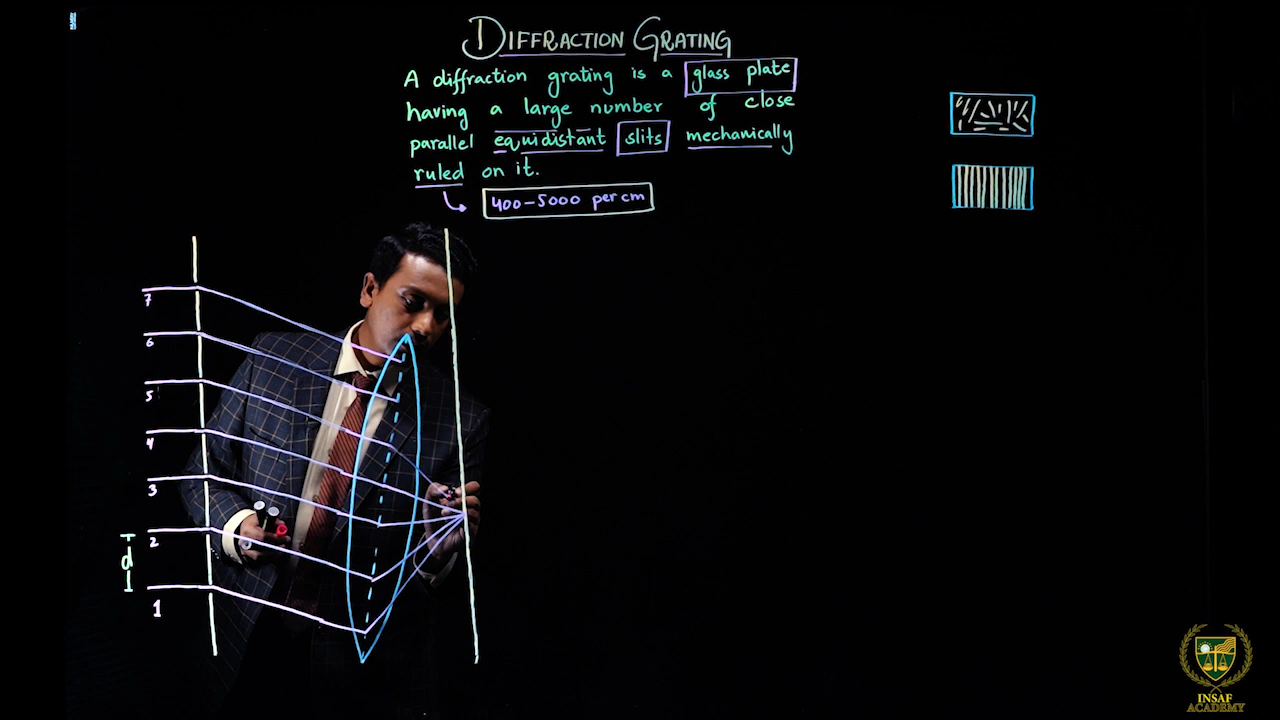 DIFFRACTION GRATING
A diffraction grating is a glass plate
having a large number of close
parallel equidistant slits mechanically
ruled on it.
400-5000 per cm
7
6
5
4
3
2
d
1
INSAF
ACADEMY